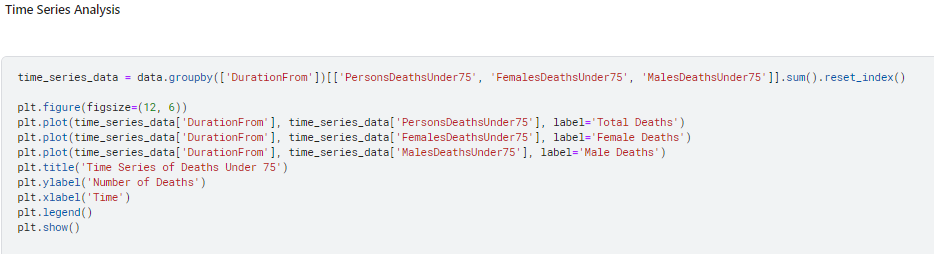 Time Series Analysis
time_series_data = data.groupby(['DurationFrom'])[['PersonsDeathsUnder75', 'FemalesDeathsUnder75', 'MalesDeathsUnder75']].sum().reset_index()
plt.figure(figsize=(12, 6))
plt.plot(time_series_data['DurationFrom'], time_series_data['PersonsDeathsUnder75'], label='Total Deaths')
plt.plot(time_series_data['DurationFrom'], time_series_data['FemalesDeathsUnder75'], label='Female Deaths')
plt.plot(time_series_data['DurationFrom'], time_series_data['MalesDeathsUnder75'], label='Male Deaths')
plt.title('Time Series of Deaths Under 75')
plt.ylabel('Number of Deaths')
plt.xlabel('Time')
plt.legend()
plt.show()